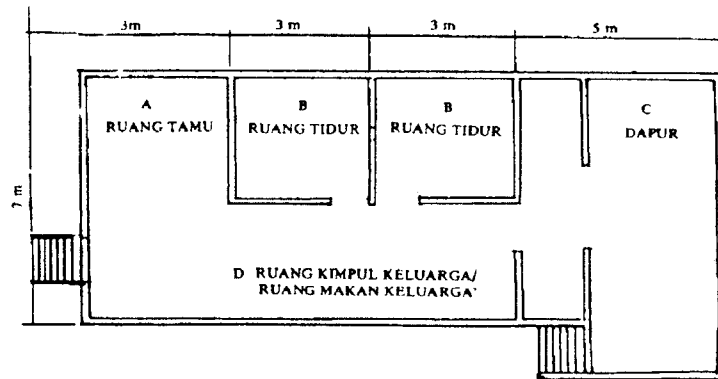 3m 3 m 3 m 5 m
A B B C
RUANG TAMU RUANG TIDUR RUANG TIDUR DAPUR
7 m
D RUANG KIMPUL KELUARGA/
RUANG MAKAN KELUARGA